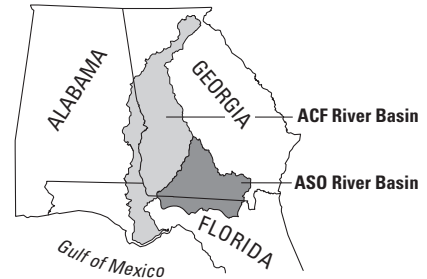 ALABAMA
GEORGIA
ACF River Basin
ASO River Basin
FLORIDA
Gulf of Mexico